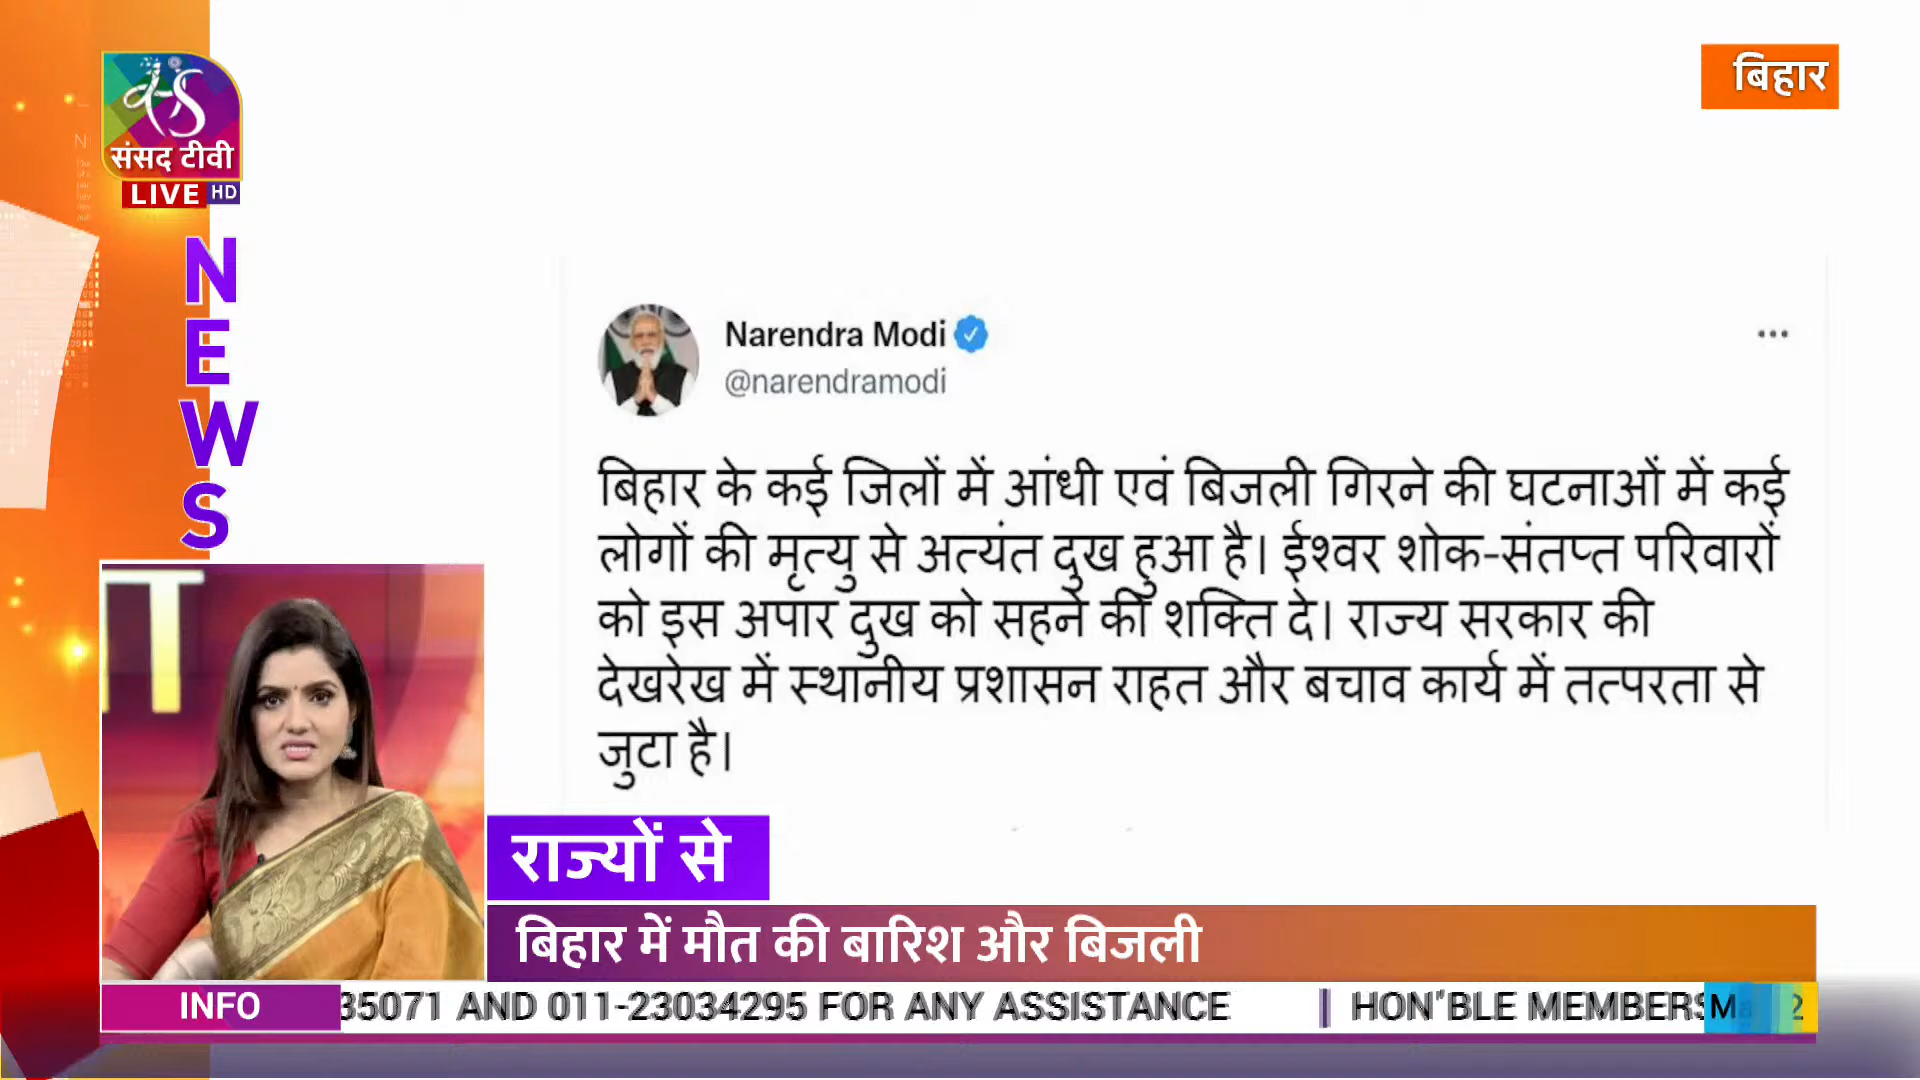 बिहार
संसद टीवी
LIVE HD
NEWS
Narendra Modi
@narendramodi
बिहार के कई जिलों में आंधी एवं बिजली गिरने की घटनाओं में कई
लोगों की मृत्यु से अत्यंत दुख हुआ है। ईश्वर शोक-संतप्त परिवारों
को इस अपार दुख को सहने की शक्ति दे। राज्य सरकार की
देखरेख में स्थानीय प्रशासन राहत और बचाव कार्य में तत्परता से
जुटा है।
राज्यों से
बिहार में मौत की बारिश और बिजली
INFO
35071 AND 011-23034295 FOR ANY ASSISTANCE | HON'BLE MEMBERS